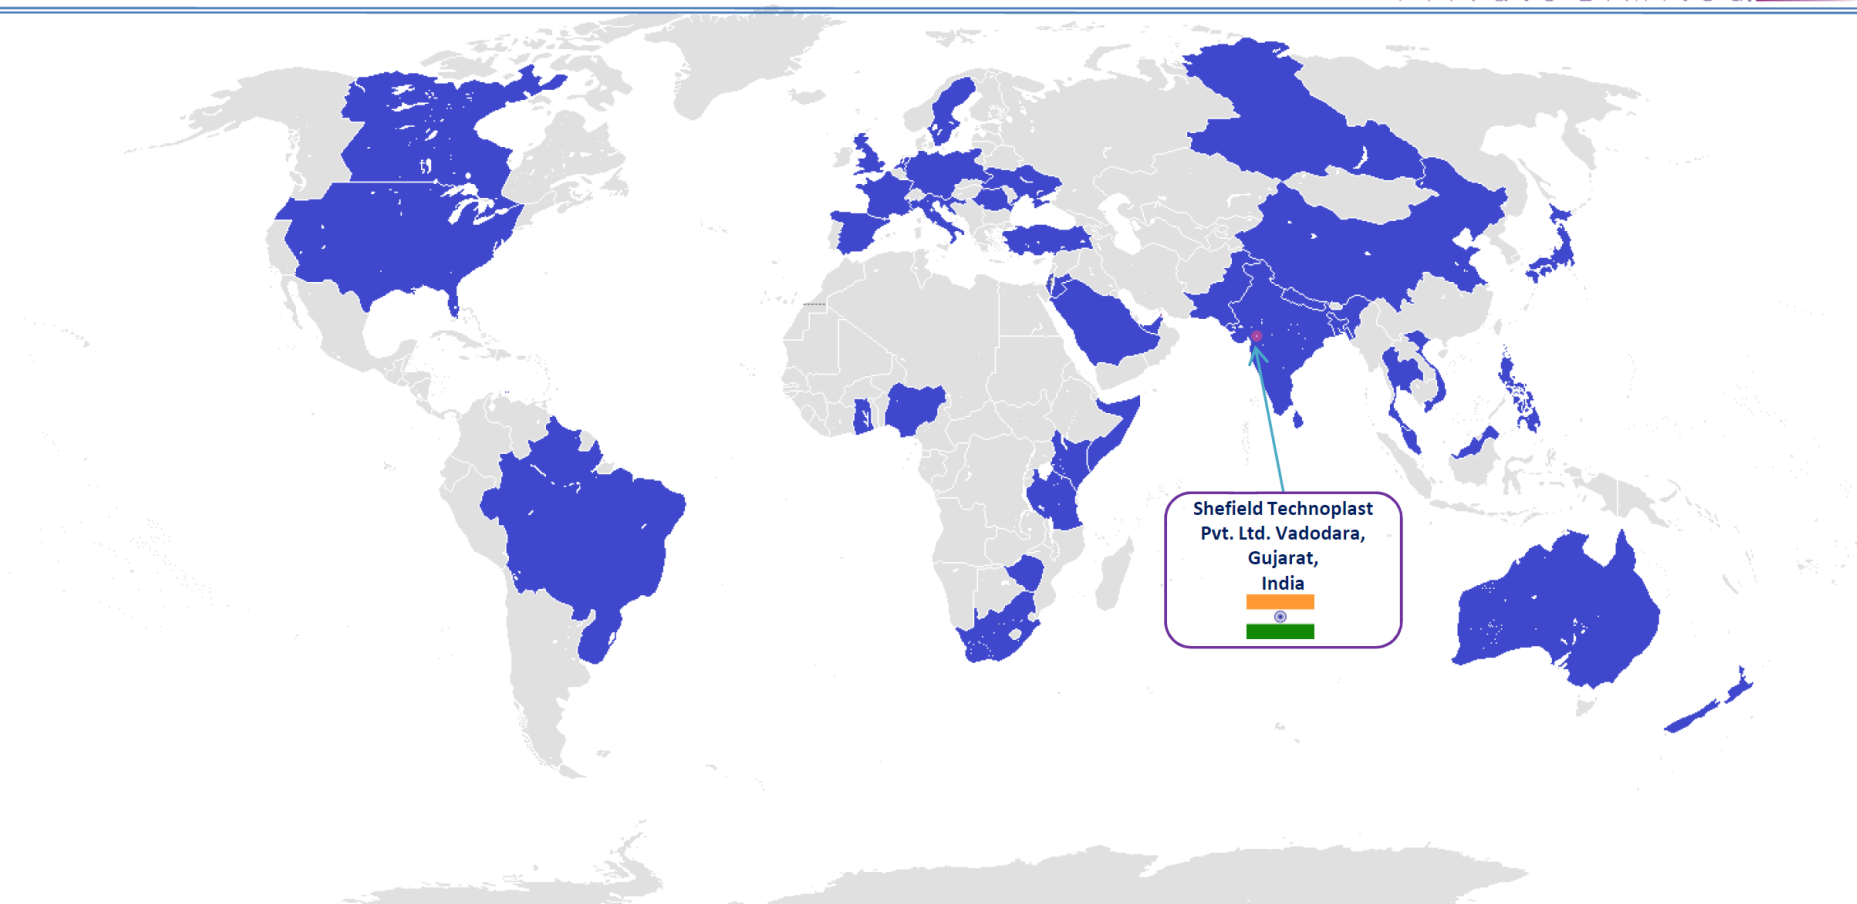 Shefield Technoplast
Pvt. Ltd. Vadodara,
Gujarat,
India